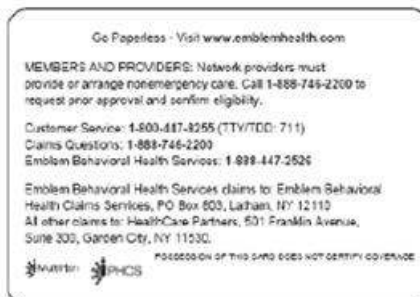 Go Paperless - Visit www.emblemhealth.com
MEMBERS AND PROVIDERS: Network providers must
provide or arrange nonemergency care. Call 1-888-746-2200 to
request prior approval and confirm eligibility.
Customer Service: 1-800-447-8255 (TTY/TDD: 711)
Claims Questions: 1-888-746-2200
Emblem Behavioral Health Services: 1-888-447-2526
Emblem Behavioral Health Services claims to: Emblem Behavioral
Health Claims Services, PO Box 803, Latham, NY 12110
All other claims to: HealthCare Partners, 501 Franklin Avenue,
Suite 300, Garden City, NY 11530.
POSSESSION OF THIS CARD DOES NOT CERTIFY COVERAGE
MultiPlan PHCS